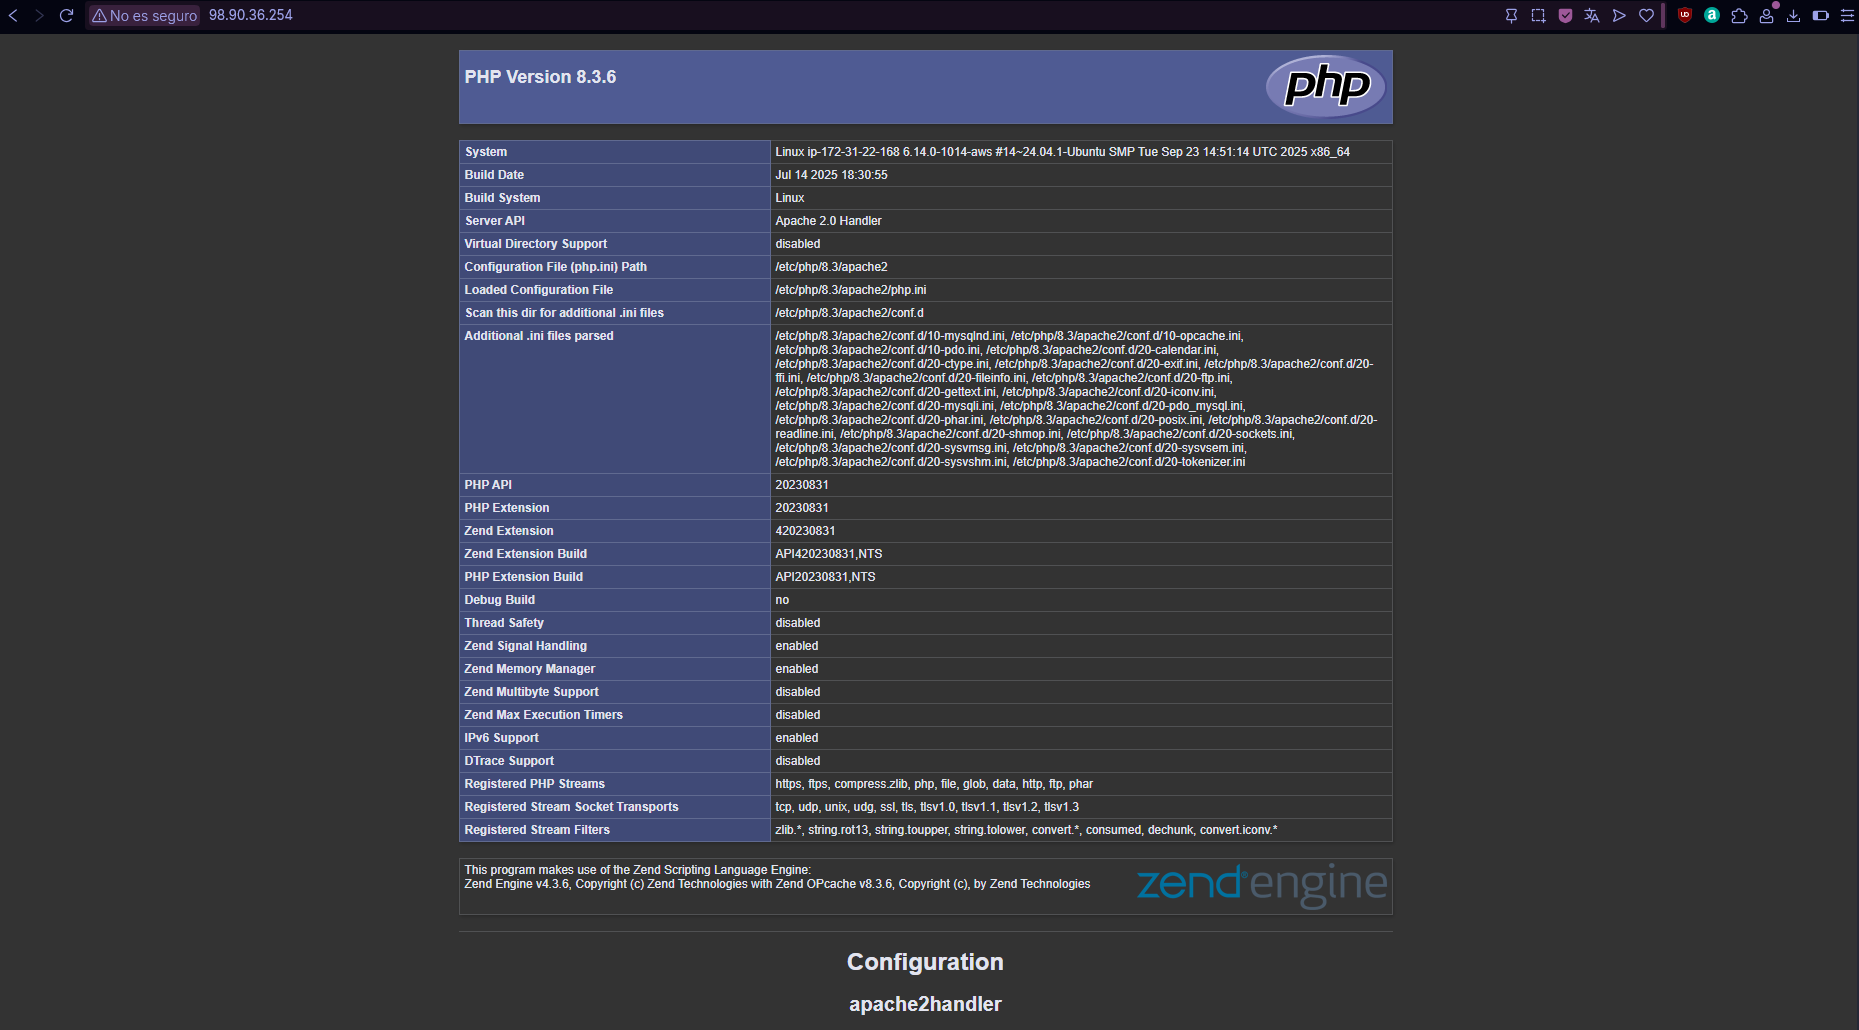 No es seguro 98.90.36.254
PHP Version 8.3.6
php
System Linux ip-172-31-22-168 6.14.0-1014-aws #14~24.04.1-Ubuntu SMP Tue Sep 23 14:51:14 UTC 2025 x86_64
Build Date Jul 14 2025 18:30:55
Build System Linux
Server API Apache 2.0 Handler
Virtual Directory Support disabled
Configuration File (php.ini) Path /etc/php/8.3/apache2
Loaded Configuration File /etc/php/8.3/apache2/php.ini
Scan this dir for additional .ini files /etc/php/8.3/apache2/conf.d
Additional .ini files parsed /etc/php/8.3/apache2/conf.d/10-mysqlnd.ini, /etc/php/8.3/apache2/conf.d/10-opcache.ini,
/etc/php/8.3/apache2/conf.d/10-pdo.ini, /etc/php/8.3/apache2/conf.d/20-calendar.ini,
/etc/php/8.3/apache2/conf.d/20-ctype.ini, /etc/php/8.3/apache2/conf.d/20-exif.ini, /etc/php/8.3/apache2/conf.d/20-
ffi.ini, /etc/php/8.3/apache2/conf.d/20-fileinfo.ini, /etc/php/8.3/apache2/conf.d/20-ftp.ini,
/etc/php/8.3/apache2/conf.d/20-gettext.ini, /etc/php/8.3/apache2/conf.d/20-iconv.ini,
/etc/php/8.3/apache2/conf.d/20-mysqli.ini, /etc/php/8.3/apache2/conf.d/20-pdo_mysql.ini,
/etc/php/8.3/apache2/conf.d/20-phar.ini, /etc/php/8.3/apache2/conf.d/20-posix.ini, /etc/php/8.3/apache2/conf.d/20-
readline.ini, /etc/php/8.3/apache2/conf.d/20-shmop.ini, /etc/php/8.3/apache2/conf.d/20-sockets.ini,
/etc/php/8.3/apache2/conf.d/20-sysvmsg.ini, /etc/php/8.3/apache2/conf.d/20-sysvsem.ini,
/etc/php/8.3/apache2/conf.d/20-sysvshm.ini, /etc/php/8.3/apache2/conf.d/20-tokenizer.ini
PHP API 20230831
PHP Extension 20230831
Zend Extension 420230831
Zend Extension Build API420230831,NTS
PHP Extension Build API20230831,NTS
Debug Build no
Thread Safety disabled
Zend Signal Handling enabled
Zend Memory Manager enabled
Zend Multibyte Support disabled
Zend Max Execution Timers disabled
IPv6 Support enabled
DTrace Support disabled
Registered PHP Streams https, ftps, compress.zlib, php, file, glob, data, http, ftp, phar
Registered Stream Socket Transports tcp, udp, unix, udg, ssl, tls, tlsv1.0, tlsv1.1, tlsv1.2, tlsv1.3
Registered Stream Filters zlib.*, string.rot13, string.toupper, string.tolower, convert.*, consumed, dechunk, convert.iconv.*
This program makes use of the Zend Scripting Language Engine:
Zend Engine v4.3.6, Copyright (c) Zend Technologies with Zend OPcache v8.3.6, Copyright (c), by Zend Technologies
zend engine
Configuration
apache2handler